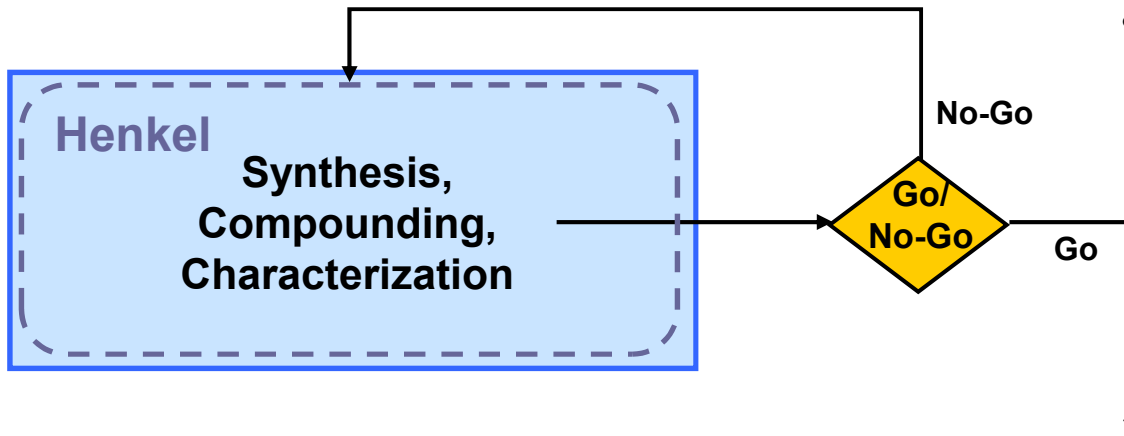 Henkel
Synthesis,
Compounding,
Characterization
No-Go
Go/
No-Go
Go